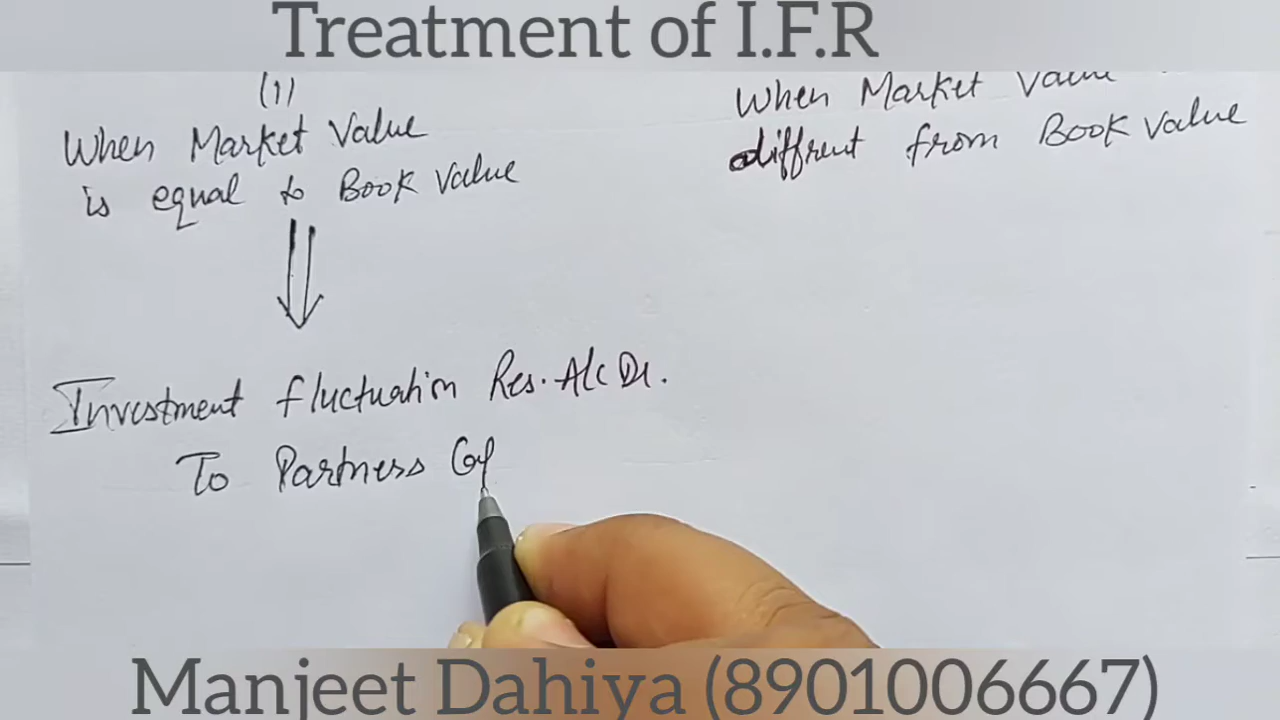 Treatment of I.F.R
(1)
When Market Value
is equal to Book Value
When Market Value
diffrent from Book Value
Investment fluctuation Res. A/c Dr.
To Partners Cap
Manjeet Dahiya (8901006667)